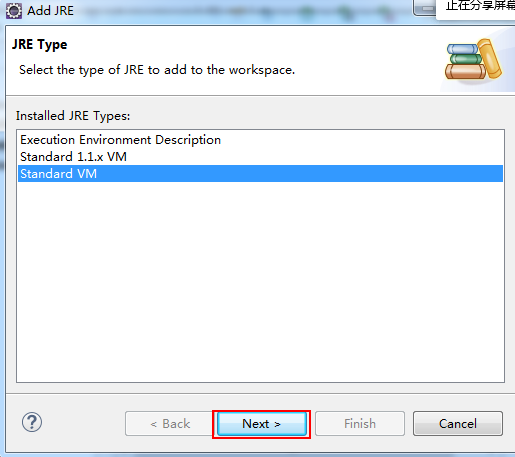 Add JRE
正在分享屏幕
JRE Type
Select the type of JRE to add to the workspace.
Installed JRE Types:
Execution Environment Description
Standard 1.1.x VM
Standard VM
?
< Back
Next >
Finish
Cancel